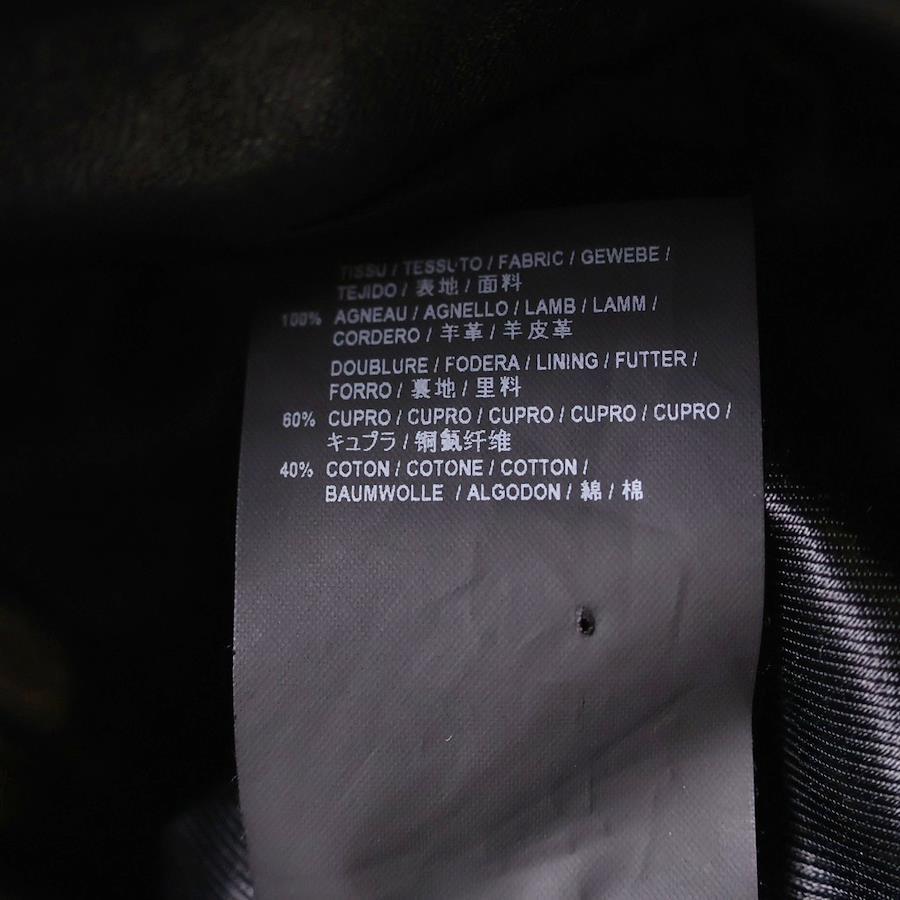 TISSU / TESSUTO / FABRIC / GEWEBE /
TEJIDO / 表地 / 面料
100% AGNEAU / AGNELLO / LAMB / LAMM /
CORDERO / 羊革 / 羊皮革
DOUBLURE / FODERA / LINING / FUTTER /
FORRO / 裏地 / 里料
60% CUPRO / CUPRO / CUPRO / CUPRO / CUPRO /
キュプラ / 铜氨纤维
40% COTON / COTONE / COTTON /
BAUMWOLLE / ALGODON / 綿 / 棉